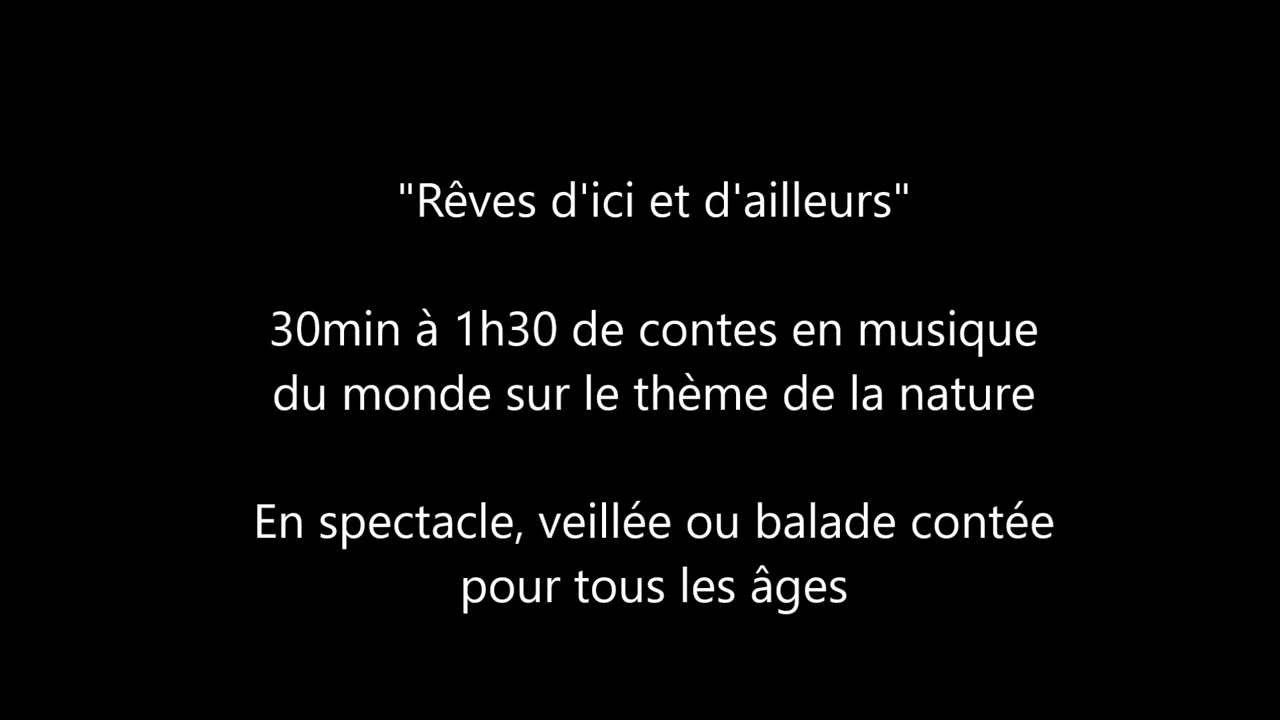 "Rêves d'ici et d'ailleurs"
30min à 1h30 de contes en musique
du monde sur le thème de la nature
En spectacle, veillée ou balade contée
pour tous les âges